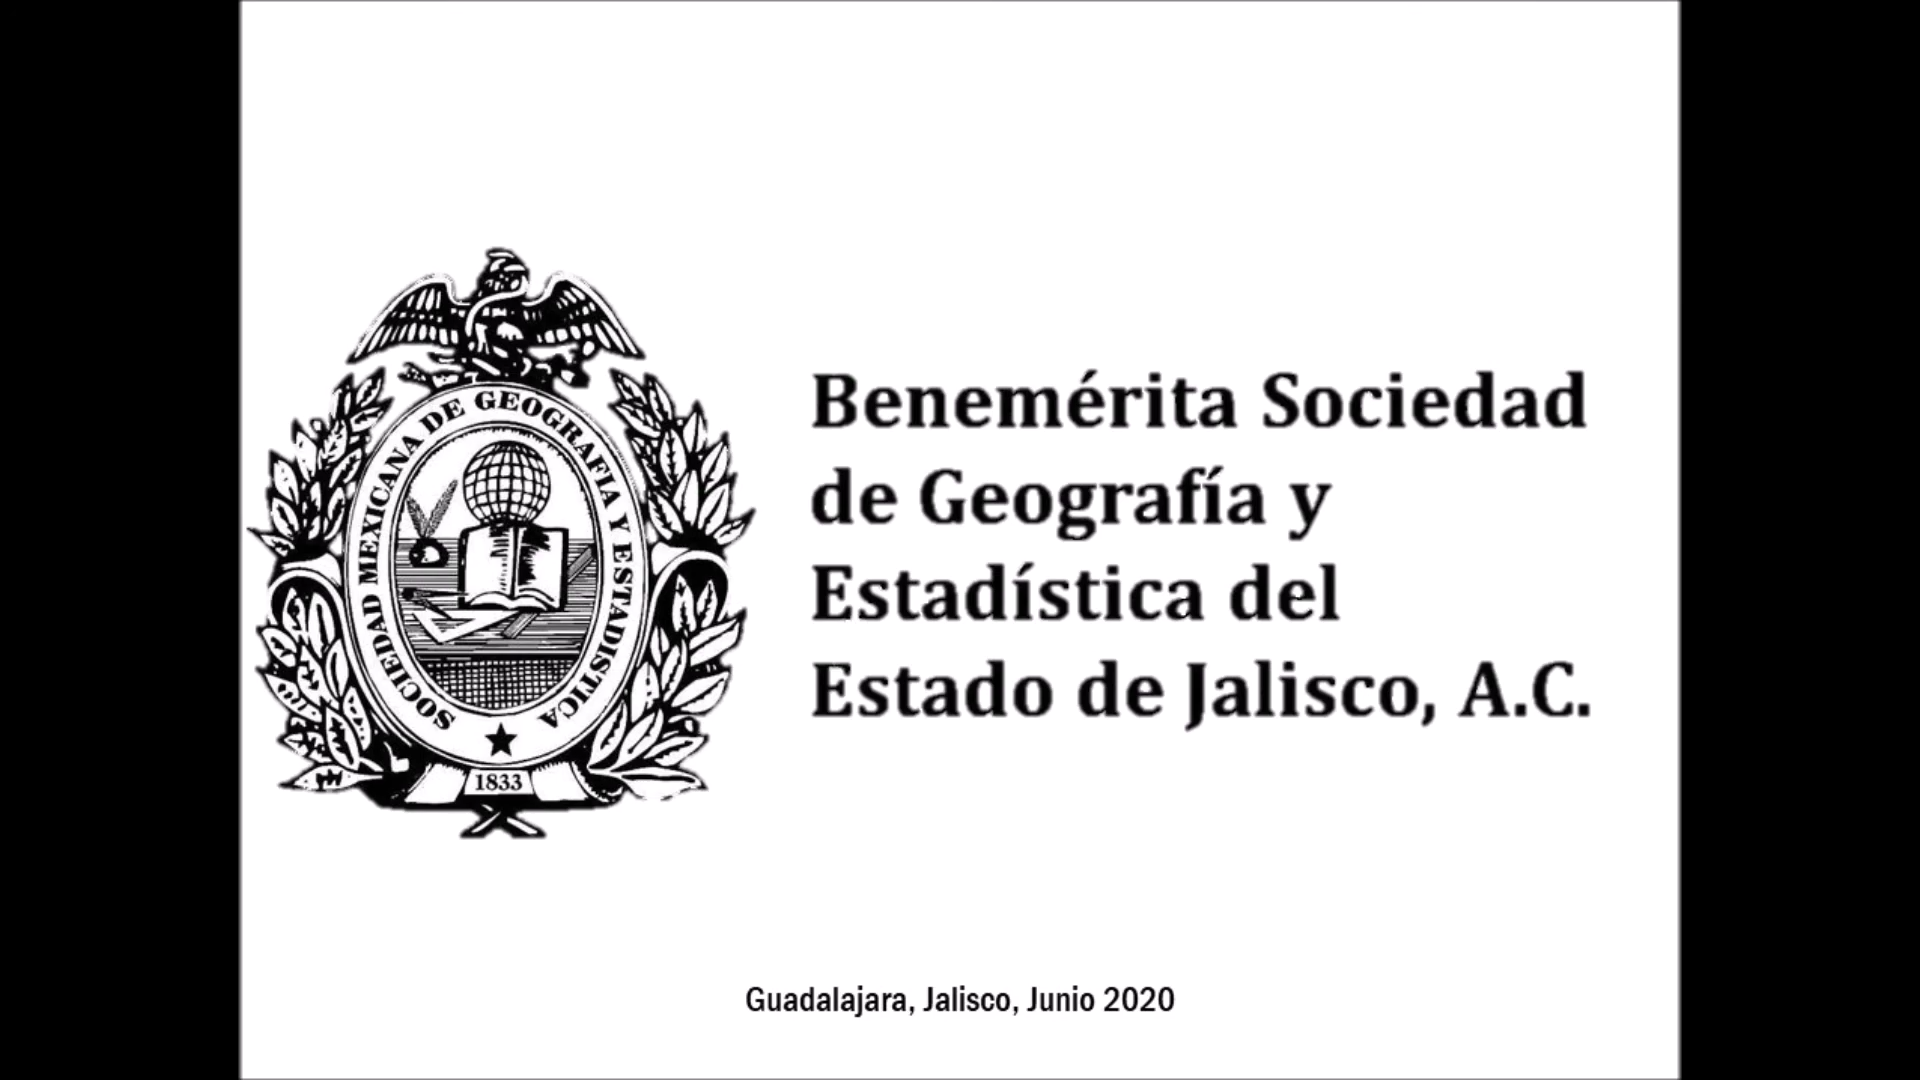 SOCIEDAD MEXICANA DE GEOGRAFIA Y ESTADISTICA
1833
Benemérita Sociedad
de Geografía y
Estadística del
Estado de Jalisco, A.C.
Guadalajara, Jalisco, Junio 2020